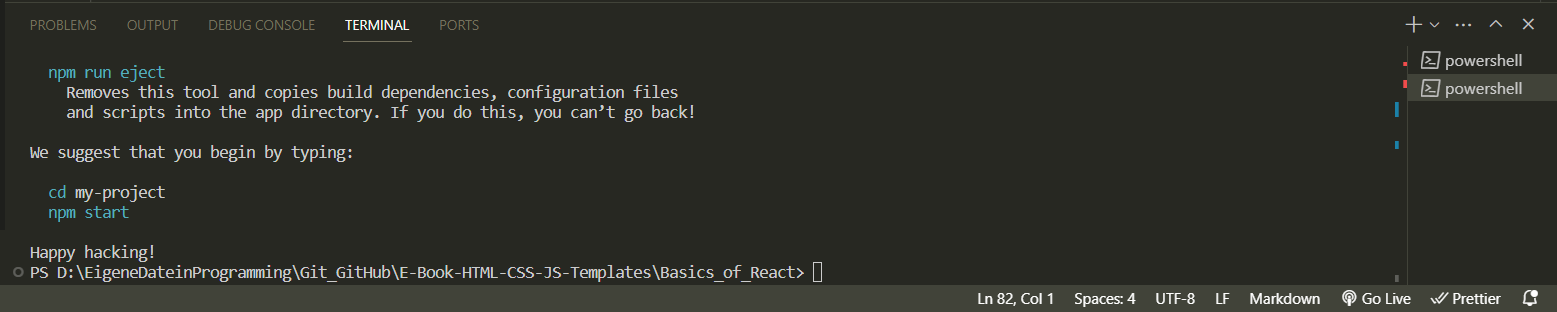 PROBLEMS OUTPUT DEBUG CONSOLE TERMINAL PORTS
npm run eject
Removes this tool and copies build dependencies, configuration files
and scripts into the app directory. If you do this, you can’t go back!
We suggest that you begin by typing:
cd my-project
npm start
Happy hacking!
PS D:\EigeneDateinProgramming\Git_GitHub\E-Book-HTML-CSS-JS-Templates\Basics_of_React>
powershell
powershell
Ln 82, Col 1 Spaces: 4 UTF-8 LF Markdown Go Live Prettier